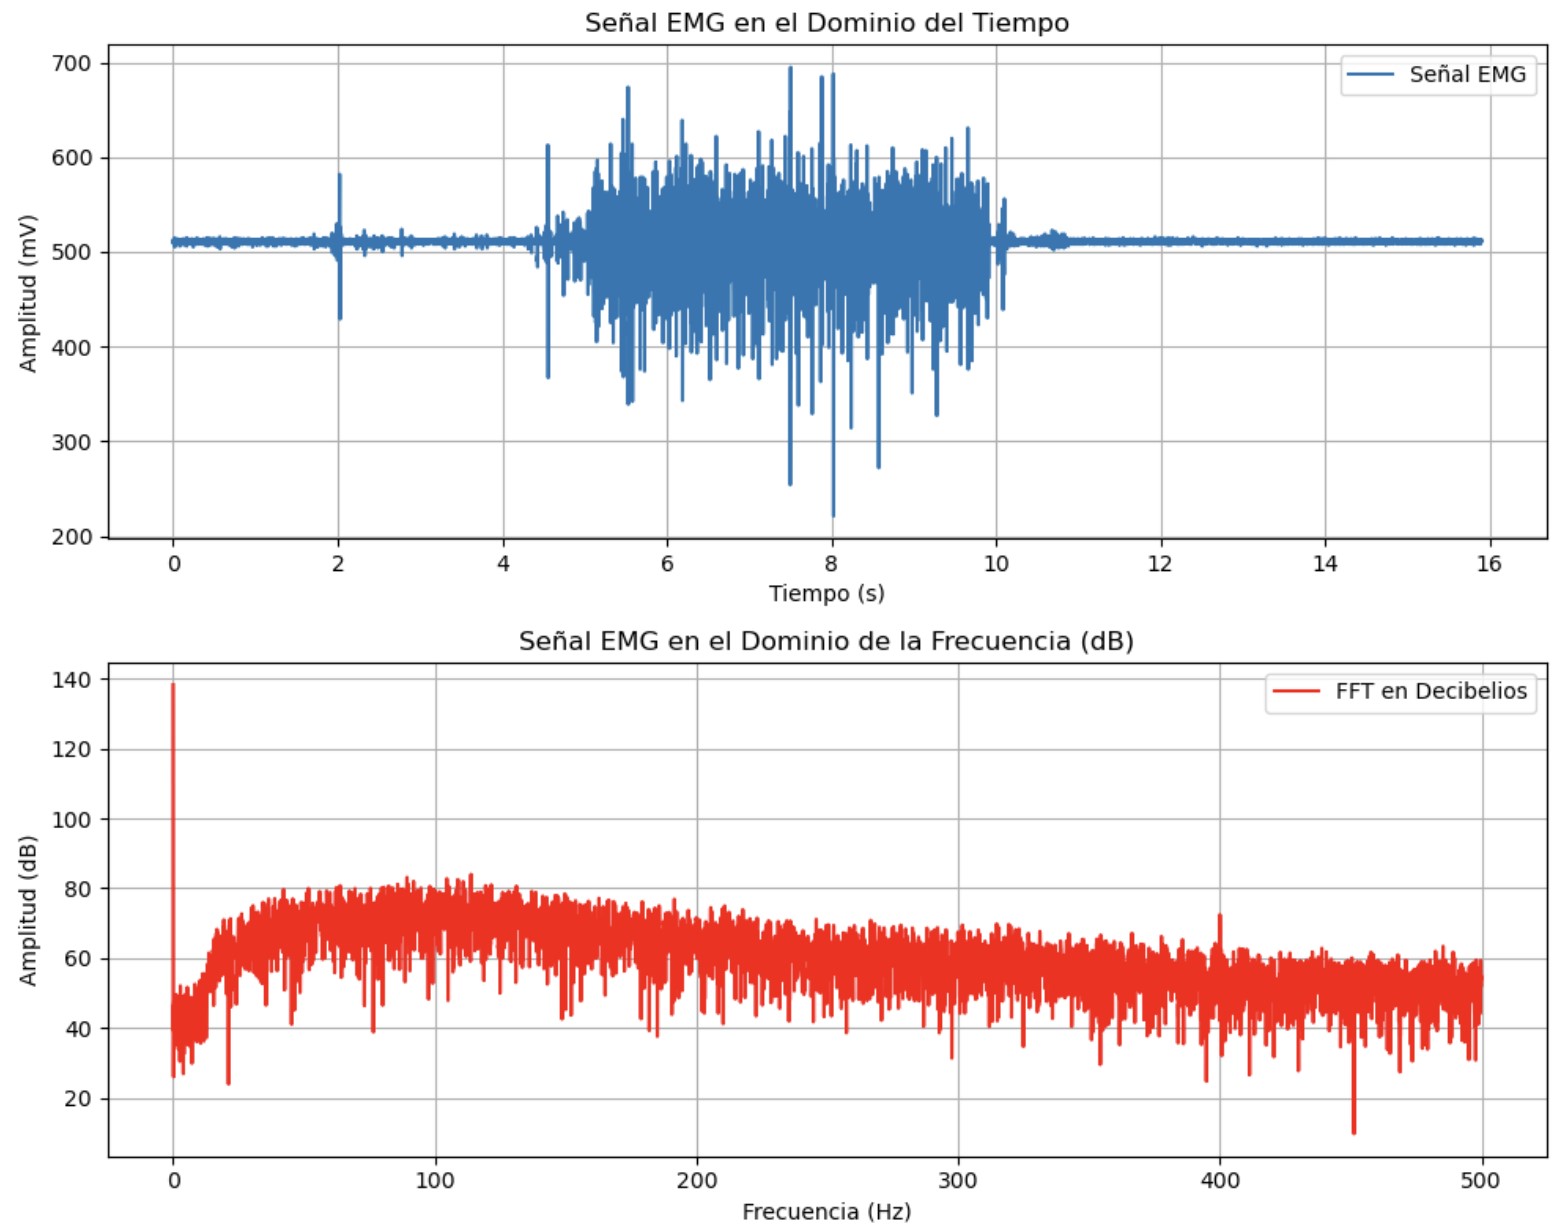 Señal EMG en el Dominio del Tiempo
700
600
500
400
300
200
Amplitud (mV)
Señal EMG
0 2 4 6 8 10 12 14 16
Tiempo (s)
Señal EMG en el Dominio de la Frecuencia (dB)
140
120
100
80
60
40
20
Amplitud (dB)
FFT en Decibelios
0 100 200 300 400 500
Frecuencia (Hz)